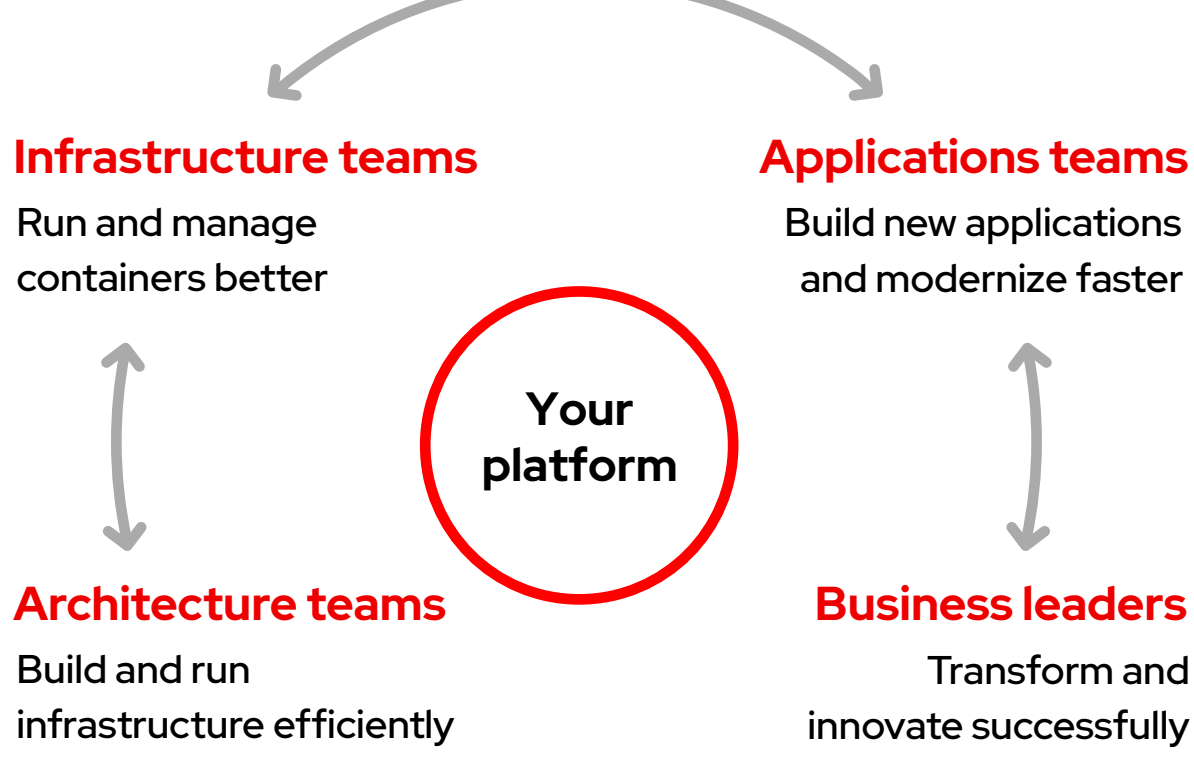 Infrastructure teams
Run and manage
containers better
Applications teams
Build new applications
and modernize faster
Your
platform
Architecture teams
Build and run
infrastructure efficiently
Business leaders
Transform and
innovate successfully